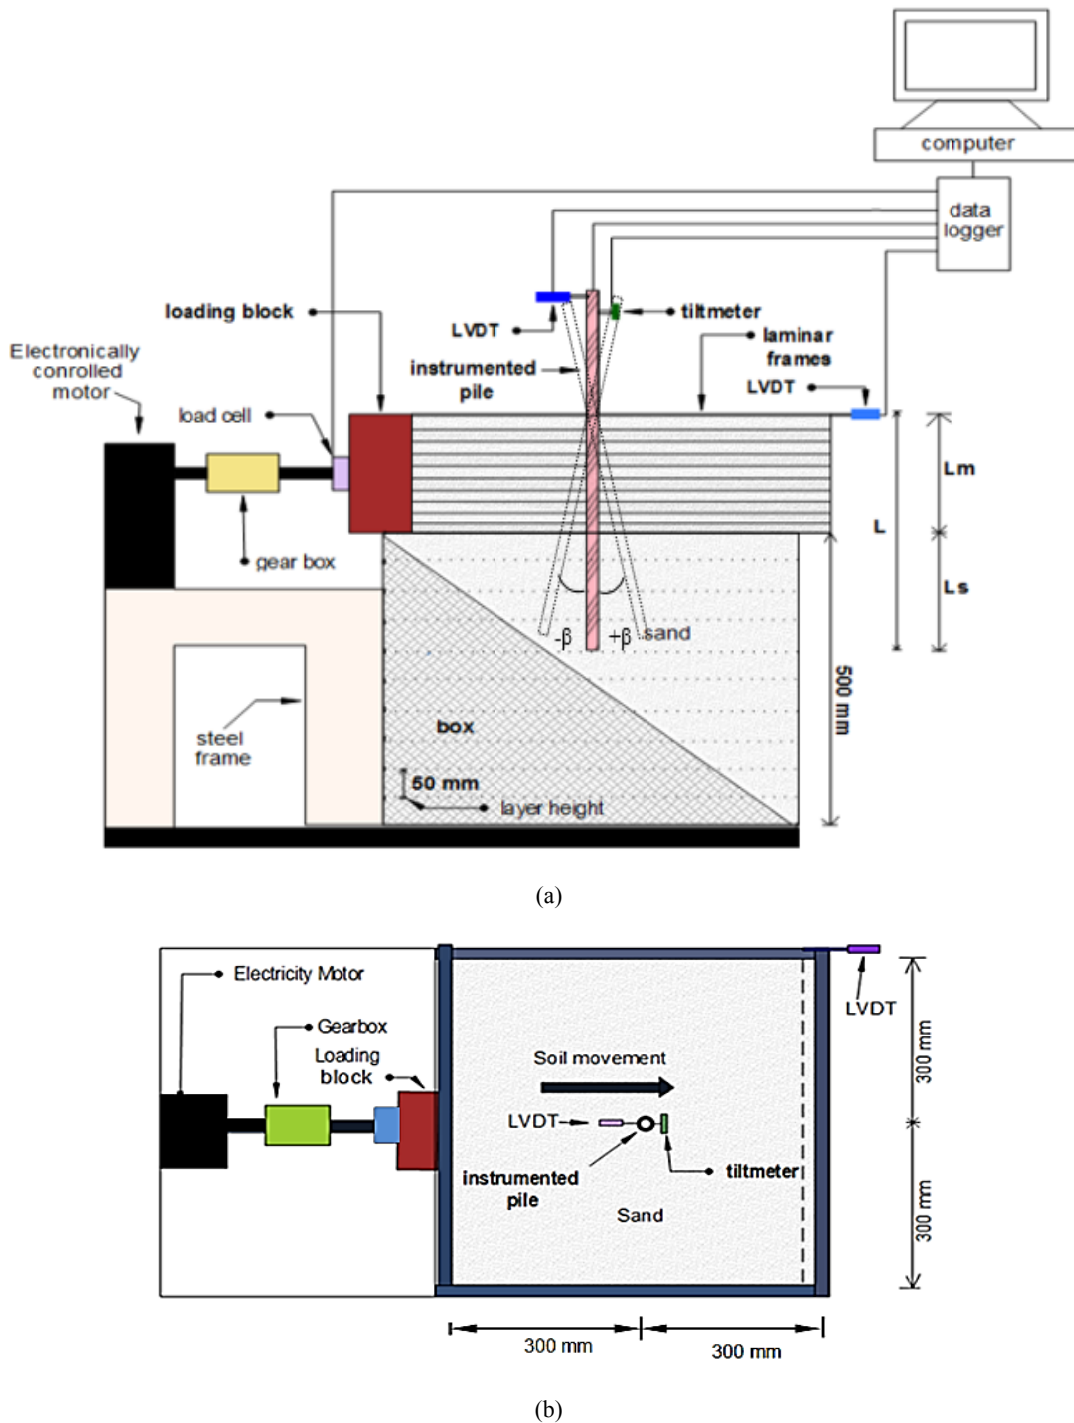 computer
data
logger
loading block
LVDT
tiltmeter
instrumented
pile
laminar
frames
LVDT
Electronically
controlled
motor
load cell
gear box
Lm
L
Ls
-β
+β
sand
500 mm
box
steel
frame
50 mm
layer height
(a)
Electricity Motor
LVDT
Gearbox
Loading
block
Soil movement
300 mm
LVDT
instrumented
pile
tiltmeter
Sand
300 mm
300 mm
300 mm
(b)